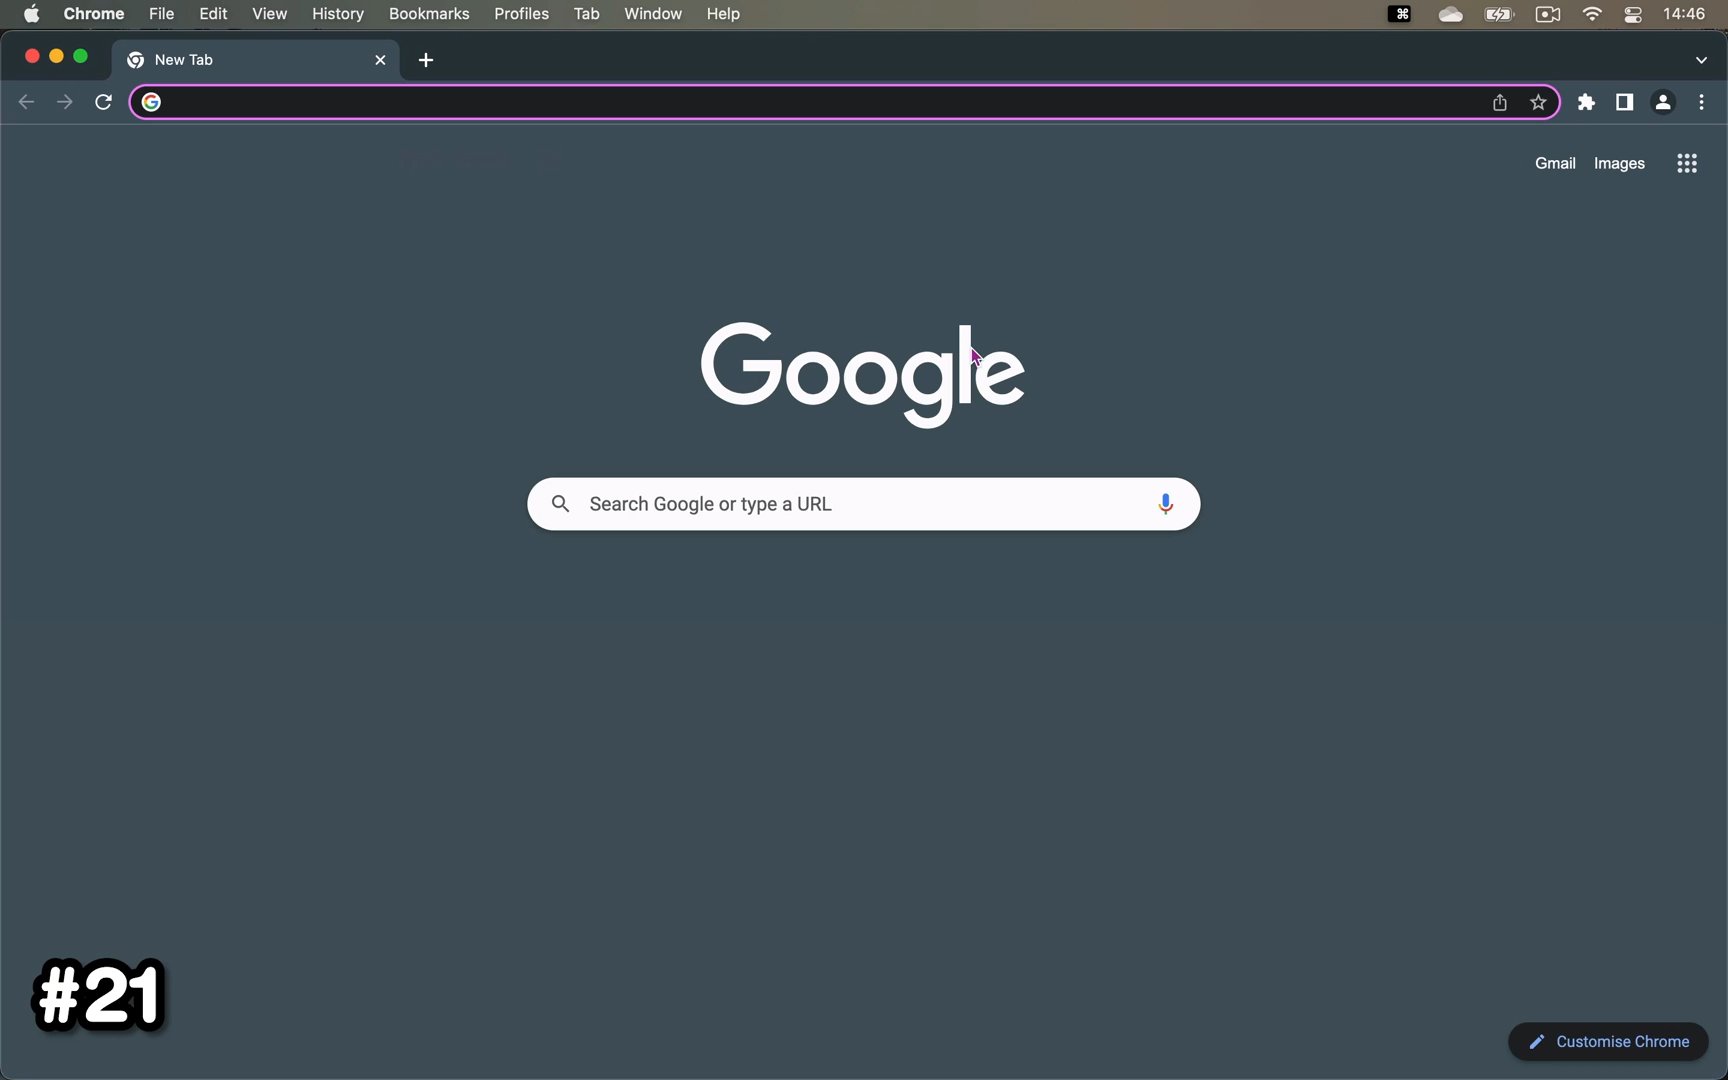 Chrome File Edit View History Bookmarks Profiles Tab Window Help 14:46
New Tab
Gmail Images
Google
Search Google or type a URL
#21
Customise Chrome